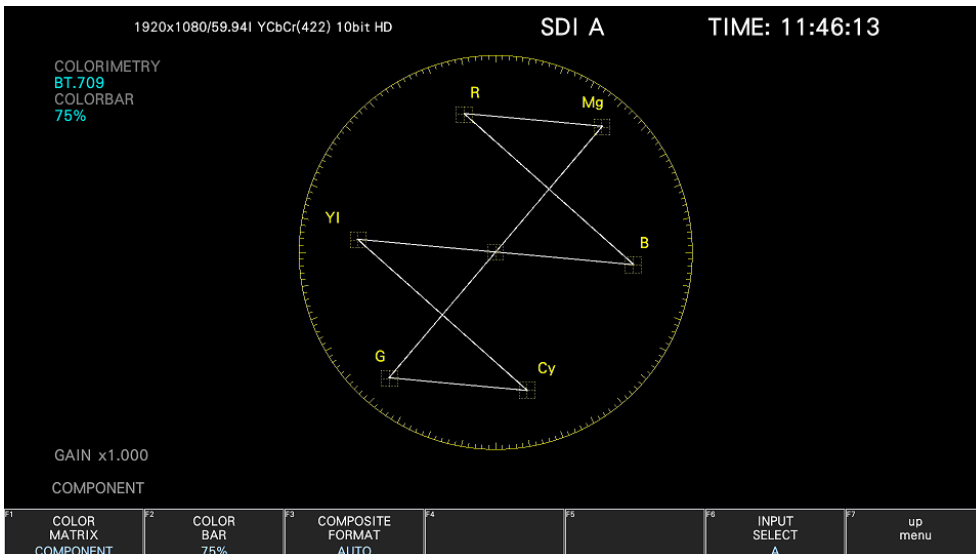 1920x1080/59.94I YCbCr(422) 10bit HD SDI A TIME: 11:46:13
COLORIMETRY
BT.709
COLORBAR
75%
R
Mg
YI
B
G
Cy
GAIN x1.000
COMPONENT
F1 COLOR MATRIX COMPONENT
F2 COLOR BAR 75%
F3 COMPOSITE FORMAT AUTO
F4
F5
F6 INPUT SELECT A
F7 up menu